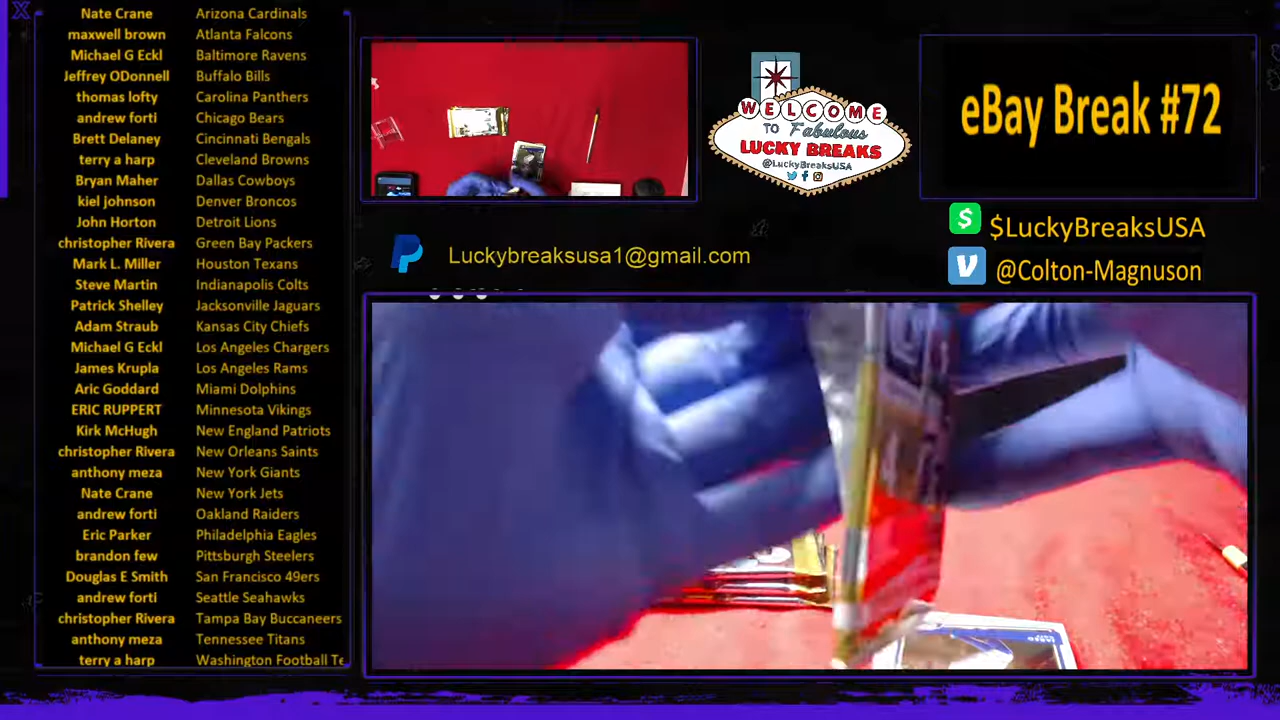 Nate Crane Arizona Cardinals
maxwell brown Atlanta Falcons
Michael G Eckl Baltimore Ravens
Jeffrey ODonnell Buffalo Bills
thomas lofty Carolina Panthers
andrew forti Chicago Bears
Brett Delaney Cincinnati Bengals
terry a harp Cleveland Browns
Bryan Maher Dallas Cowboys
kiel johnson Denver Broncos
John Horton Detroit Lions
christopher Rivera Green Bay Packers
Mark L. Miller Houston Texans
Steve Martin Indianapolis Colts
Patrick Shelley Jacksonville Jaguars
Adam Straub Kansas City Chiefs
Michael G Eckl Los Angeles Chargers
James Krupla Los Angeles Rams
Aric Goddard Miami Dolphins
ERIC RUPPERT Minnesota Vikings
Kirk McHugh New England Patriots
christopher Rivera New Orleans Saints
anthony meza New York Giants
Nate Crane New York Jets
andrew forti Oakland Raiders
Eric Parker Philadelphia Eagles
brandon few Pittsburgh Steelers
Douglas E Smith San Francisco 49ers
andrew forti Seattle Seahawks
christopher Rivera Tampa Bay Buccaneers
anthony meza Tennessee Titans
terry a harp Washington Football Te
WELCOME
TO Fabulous
LUCKY BREAKS
@LuckyBreaksUSA
eBay Break #72
$LuckyBreaksUSA
@Colton-Magnuson
Luckybreaksusa1@gmail.com